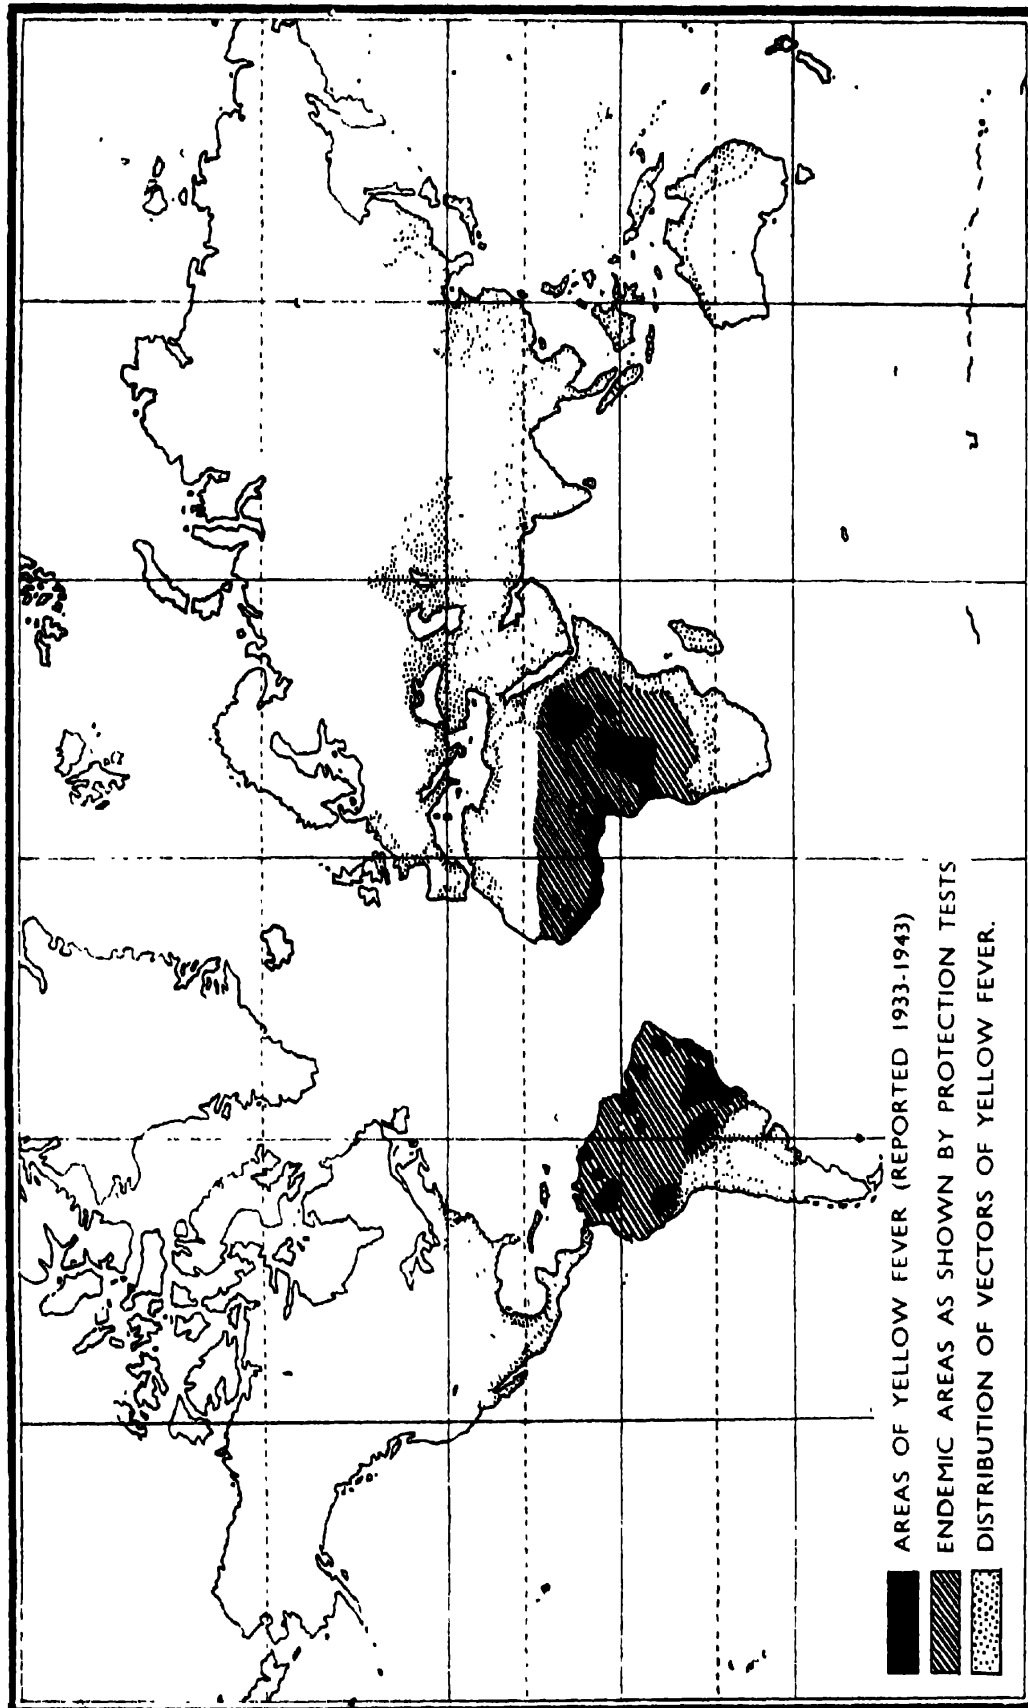 AREAS OF YELLOW FEVER (REPORTED 1933-1943)
ENDEMIC AREAS AS SHOWN BY PROTECTION TESTS
DISTRIBUTION OF VECTORS OF YELLOW FEVER.